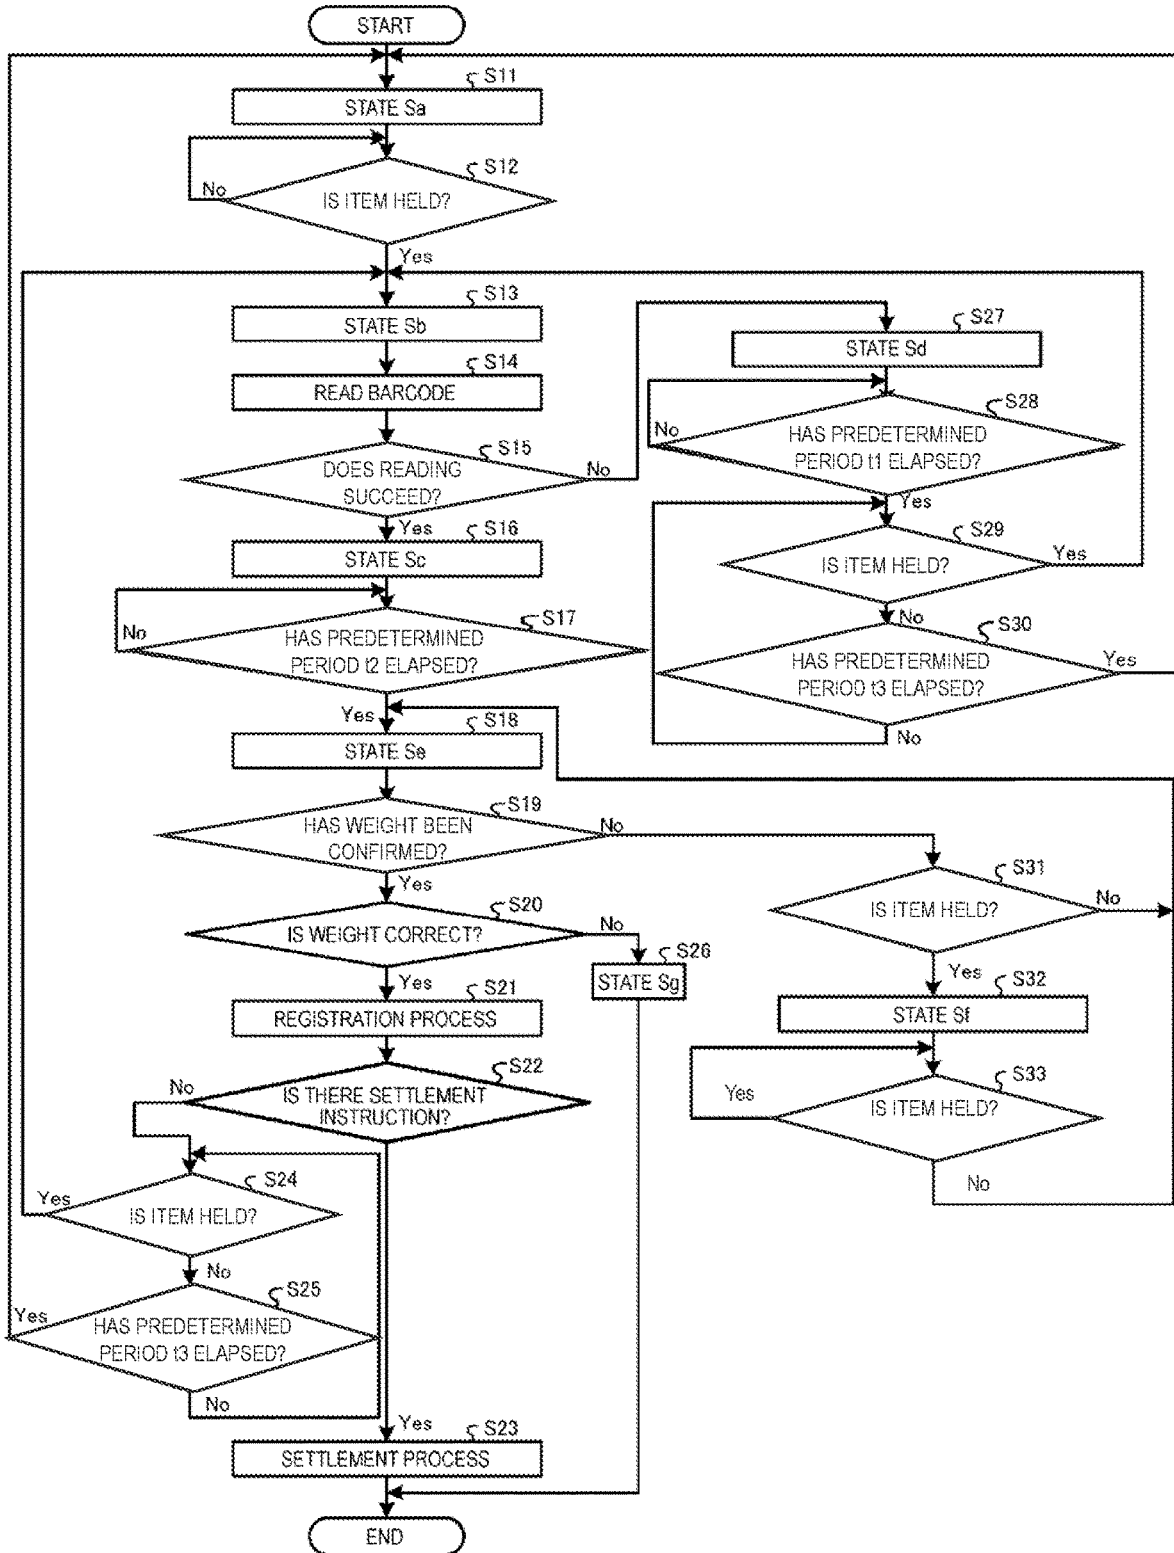 START
S11
STATE Sa
S12
No
IS ITEM HELD?
Yes
S13
STATE Sb
S27
STATE Sd
S14
READ BARCODE
S28
No
HAS PREDETERMINED
PERIOD t1 ELAPSED?
Yes
S15
DOES READING
SUCCEED?
No
Yes
S16
STATE Sc
S29
IS ITEM HELD?
Yes
No
S17
No
HAS PREDETERMINED
PERIOD t2 ELAPSED?
Yes
S30
HAS PREDETERMINED
PERIOD t3 ELAPSED?
Yes
No
S18
STATE Se
S19
HAS WEIGHT BEEN
CONFIRMED?
No
Yes
S31
IS ITEM HELD?
No
Yes
S20
IS WEIGHT CORRECT?
No
Yes
S26
STATE Sg
S21
REGISTRATION PROCESS
S32
STATE Sf
S22
No
IS THERE SETTLEMENT
INSTRUCTION?
S33
Yes
IS ITEM HELD?
No
S24
Yes
IS ITEM HELD?
No
S25
Yes
HAS PREDETERMINED
PERIOD t3 ELAPSED?
No
Yes
S23
SETTLEMENT PROCESS
END